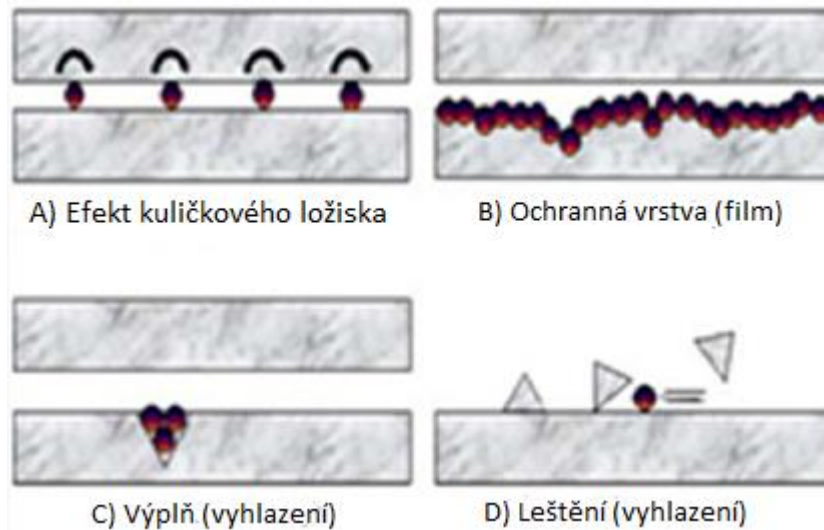 A) Efekt kuličkového ložiska
B) Ochranná vrstva (film)
C) Výplň (vyhlazení)
D) Leštění (vyhlazení)